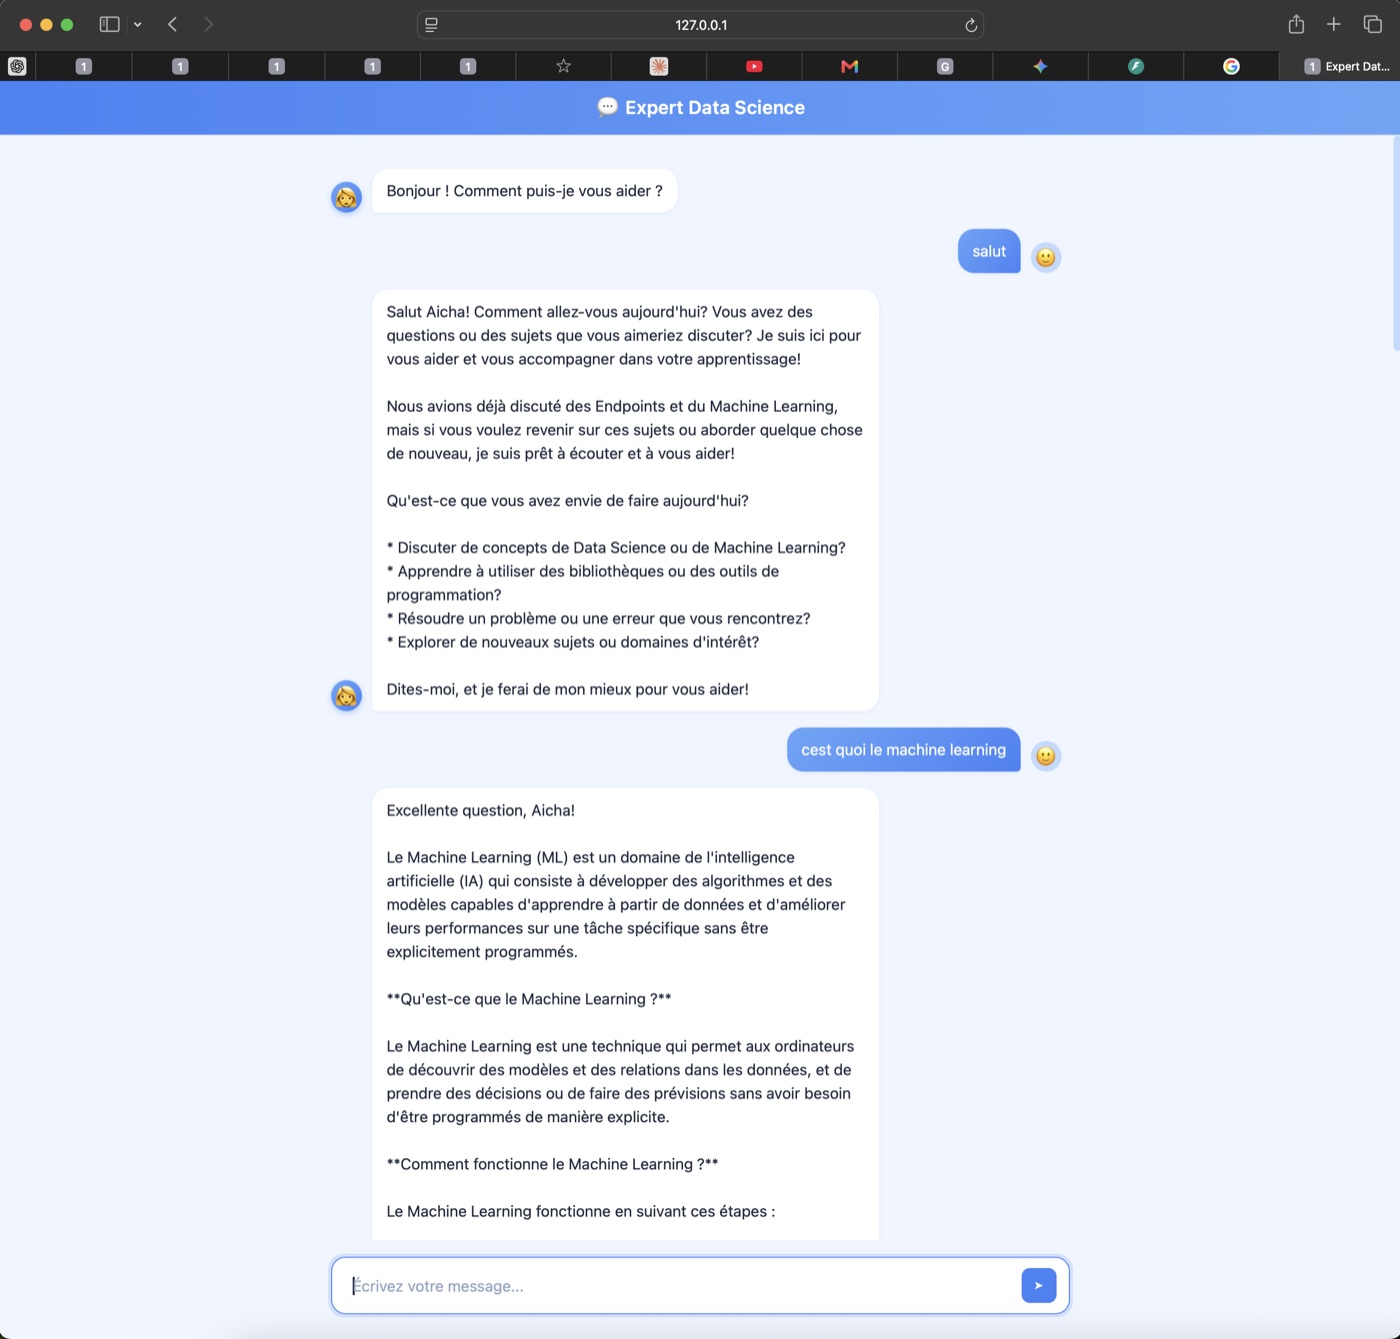 127.0.0.1
1
1
1
1
1
G
1 Expert Dat...
Expert Data Science
Bonjour ! Comment puis-je vous aider ?
salut
Salut Aicha! Comment allez-vous aujourd'hui? Vous avez des
questions ou des sujets que vous aimeriez discuter? Je suis ici pour
vous aider et vous accompagner dans votre apprentissage!
Nous avions déjà discuté des Endpoints et du Machine Learning,
mais si vous voulez revenir sur ces sujets ou aborder quelque chose
de nouveau, je suis prêt à écouter et à vous aider!
Qu'est-ce que vous avez envie de faire aujourd'hui?
* Discuter de concepts de Data Science ou de Machine Learning?
* Apprendre à utiliser des bibliothèques ou des outils de
programmation?
* Résoudre un problème ou une erreur que vous rencontrez?
* Explorer de nouveaux sujets ou domaines d'intérêt?
Dites-moi, et je ferai de mon mieux pour vous aider!
cest quoi le machine learning
Excellente question, Aicha!
Le Machine Learning (ML) est un domaine de l'intelligence
artificielle (IA) qui consiste à développer des algorithmes et des
modèles capables d'apprendre à partir de données et d'améliorer
leurs performances sur une tâche spécifique sans être
explicitement programmés.
**Qu'est-ce que le Machine Learning ?**
Le Machine Learning est une technique qui permet aux ordinateurs
de découvrir des modèles et des relations dans les données, et de
prendre des décisions ou de faire des prévisions sans avoir besoin
d'être programmés de manière explicite.
**Comment fonctionne le Machine Learning ?**
Le Machine Learning fonctionne en suivant ces étapes :
Écrivez votre message...